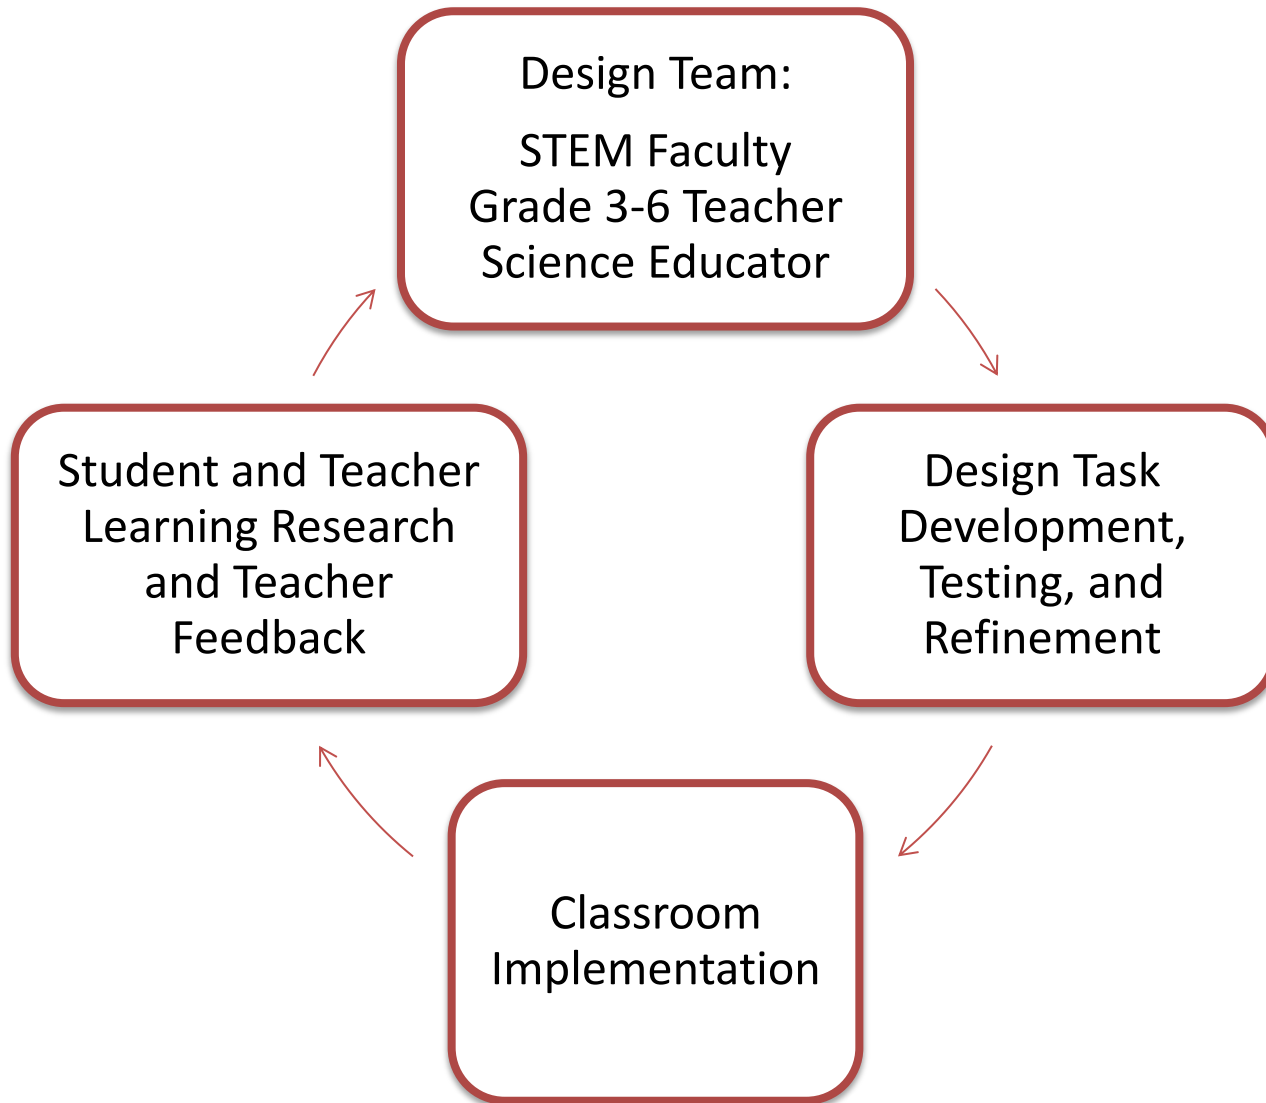 Design Team:
STEM Faculty
Grade 3-6 Teacher
Science Educator
Student and Teacher
Learning Research
and Teacher
Feedback
Design Task
Development,
Testing, and
Refinement
Classroom
Implementation